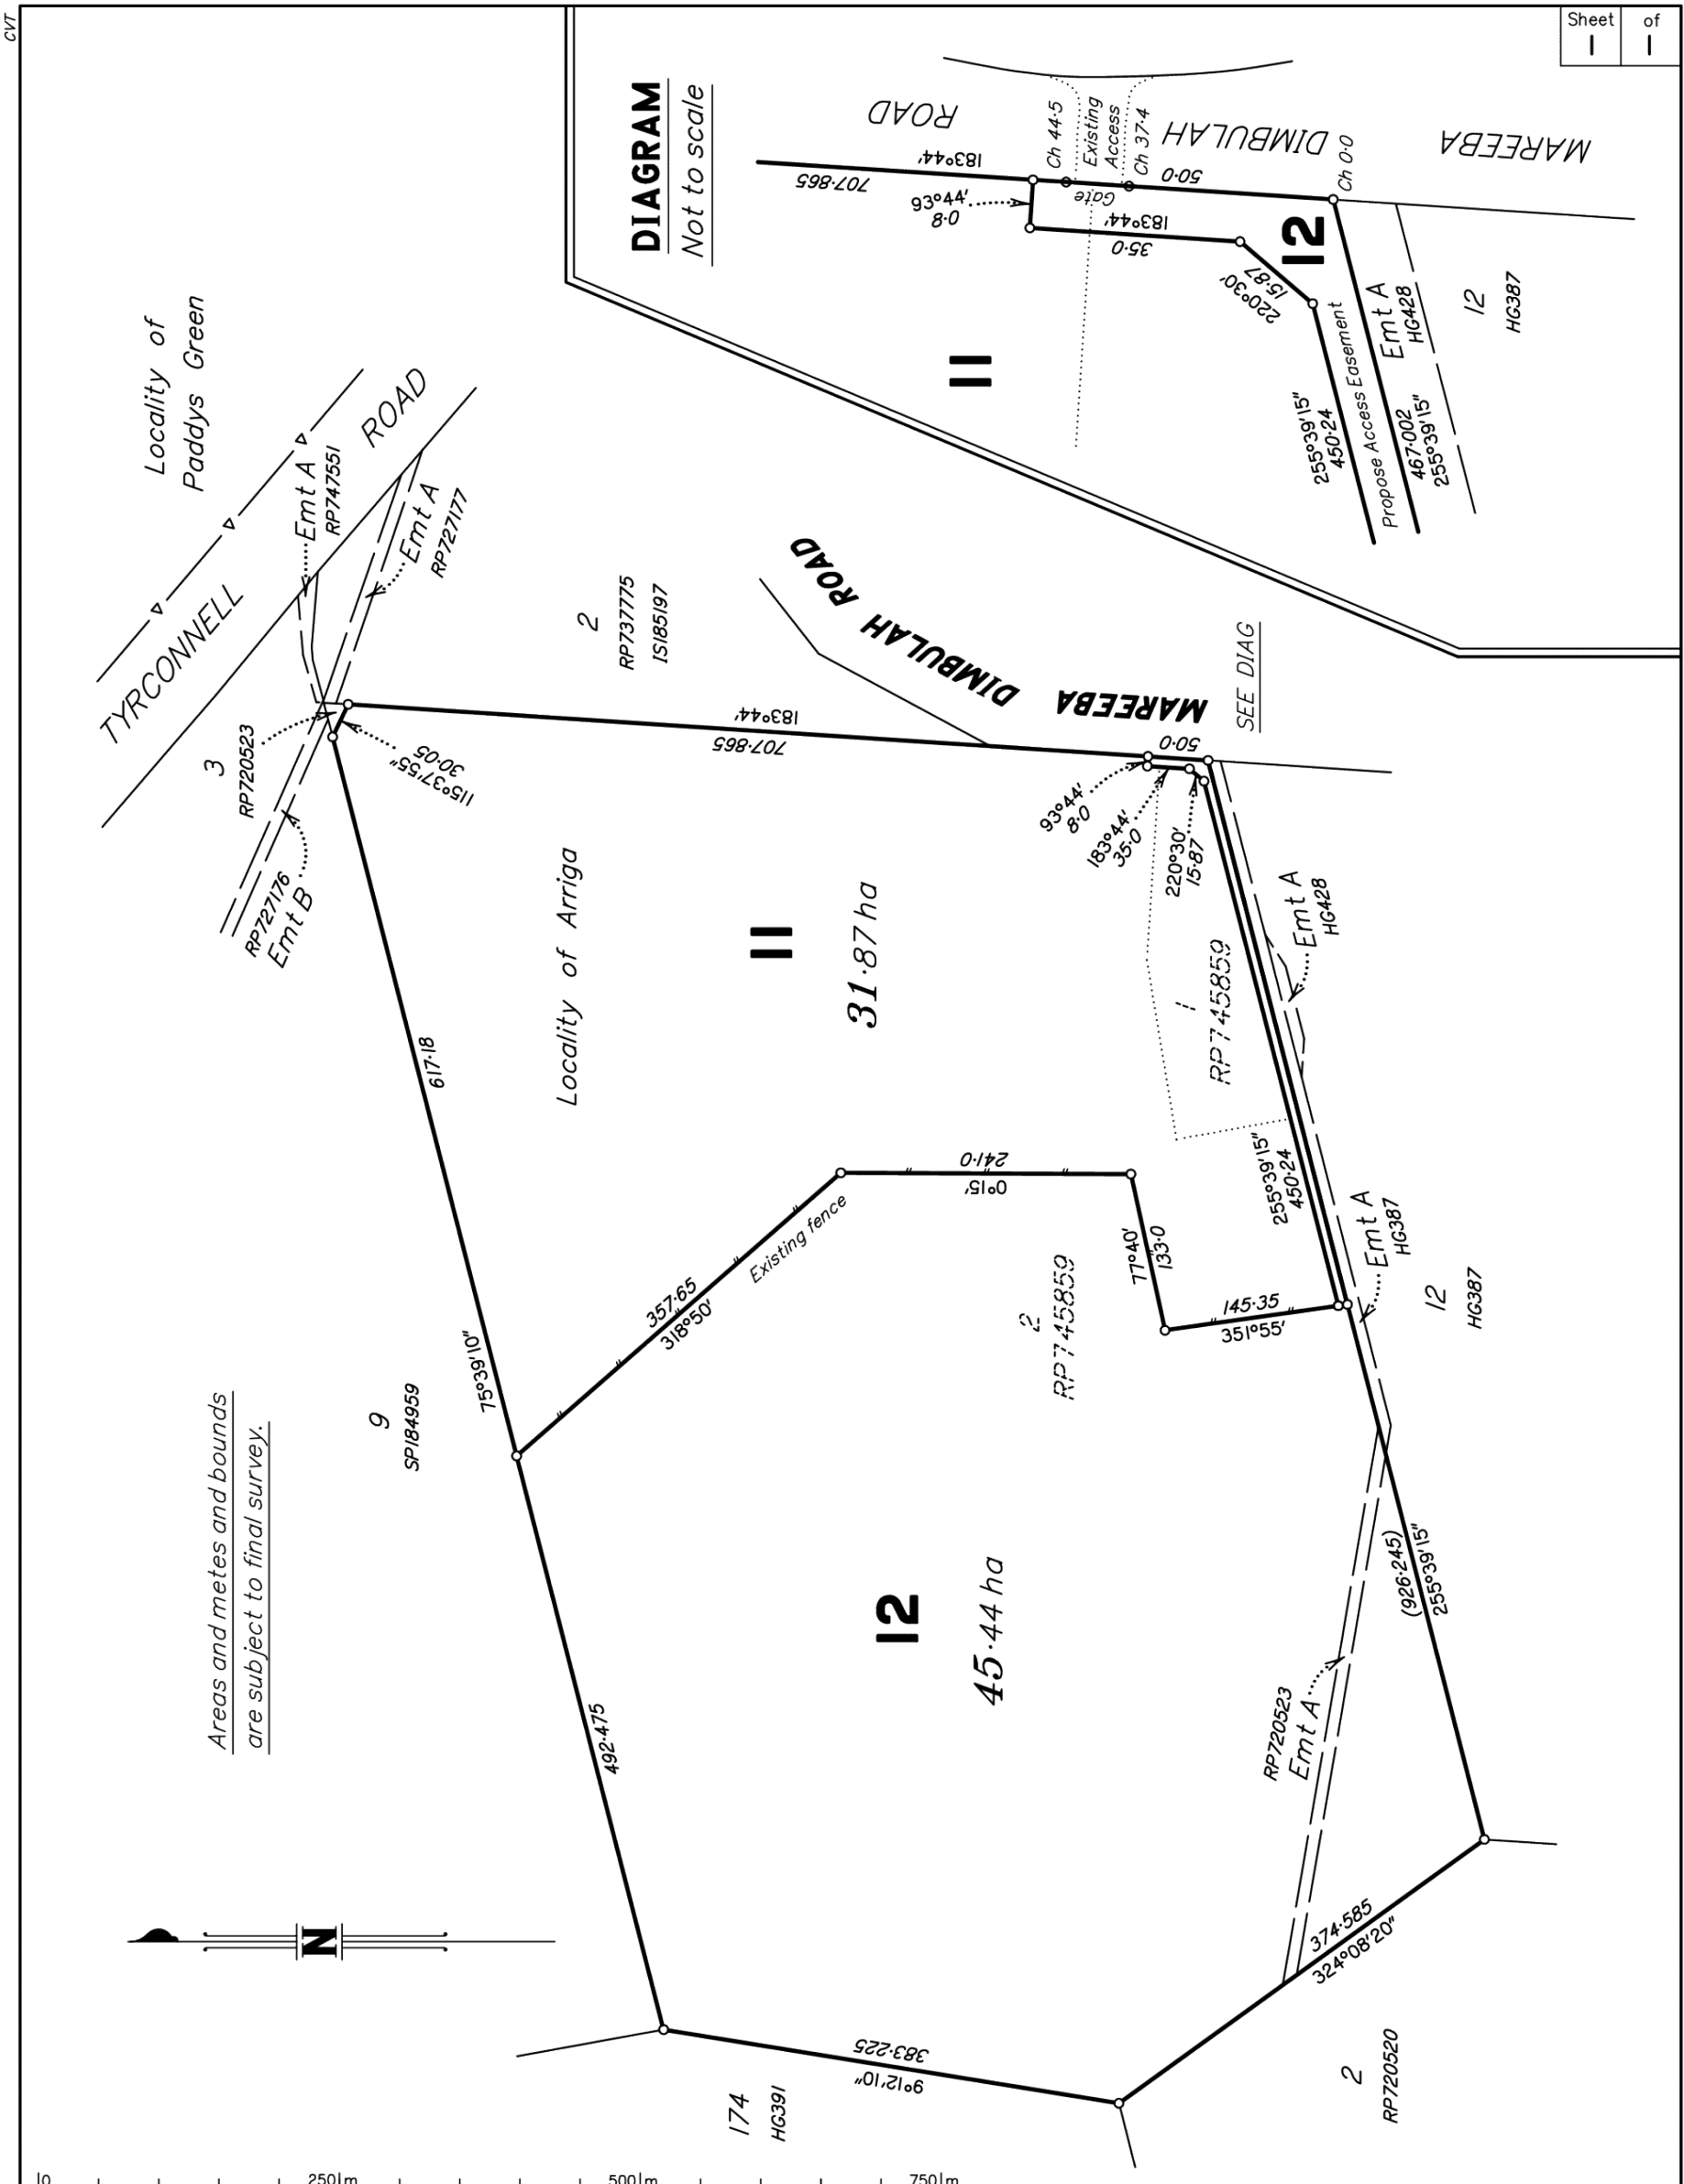 CVT
Sheet of
1 1
DIAGRAM
Not to scale
707·865
183°44'
ROAD
93°44'
8·0
Ch 44·5
Existing
Access
Ch 37·4
Gate
183°44'
35·0
50·0
DIMBULAH
MAREEBA
Ch 0·0
220°30'
15·87
12
11
255°39'15"
450·24
Propose Access Easement
Emt A
HG428
467·002
255°39'15"
12
HG387
Locality of
Paddys Green
TYRCONNELL
ROAD
Emt A
RP747551
Emt A
RP727177
2
RP737775
IS185197
3
RP720523
RP727176
Emt B
115°37'55"
30·05
183°44'
707·865
MAREEBA DIMBULAH ROAD
50·0
SEE DIAG
93°44'
8·0
183°44'
35·0
220°30'
15·87
617·18
75°39'10"
492·475
Locality of Arriga
11
31·87 ha
1
RP745859
Emt A
HG428
255°39'15"
450·24
Emt A
HG387
12
HG387
241·0
0°15'
Existing fence
357·65
318°50'
77°40'
133·0
145·35
351°55'
2
RP745859
Areas and metes and bounds
are subject to final survey.
9
SP184959
12
45·44 ha
(926·245)
255°39'15"
RP720523
Emt A
374·585
324°08'20"
383·225
9°12'10"
N
174
HG391
2
RP720520
0
250 m
500 m
750 m